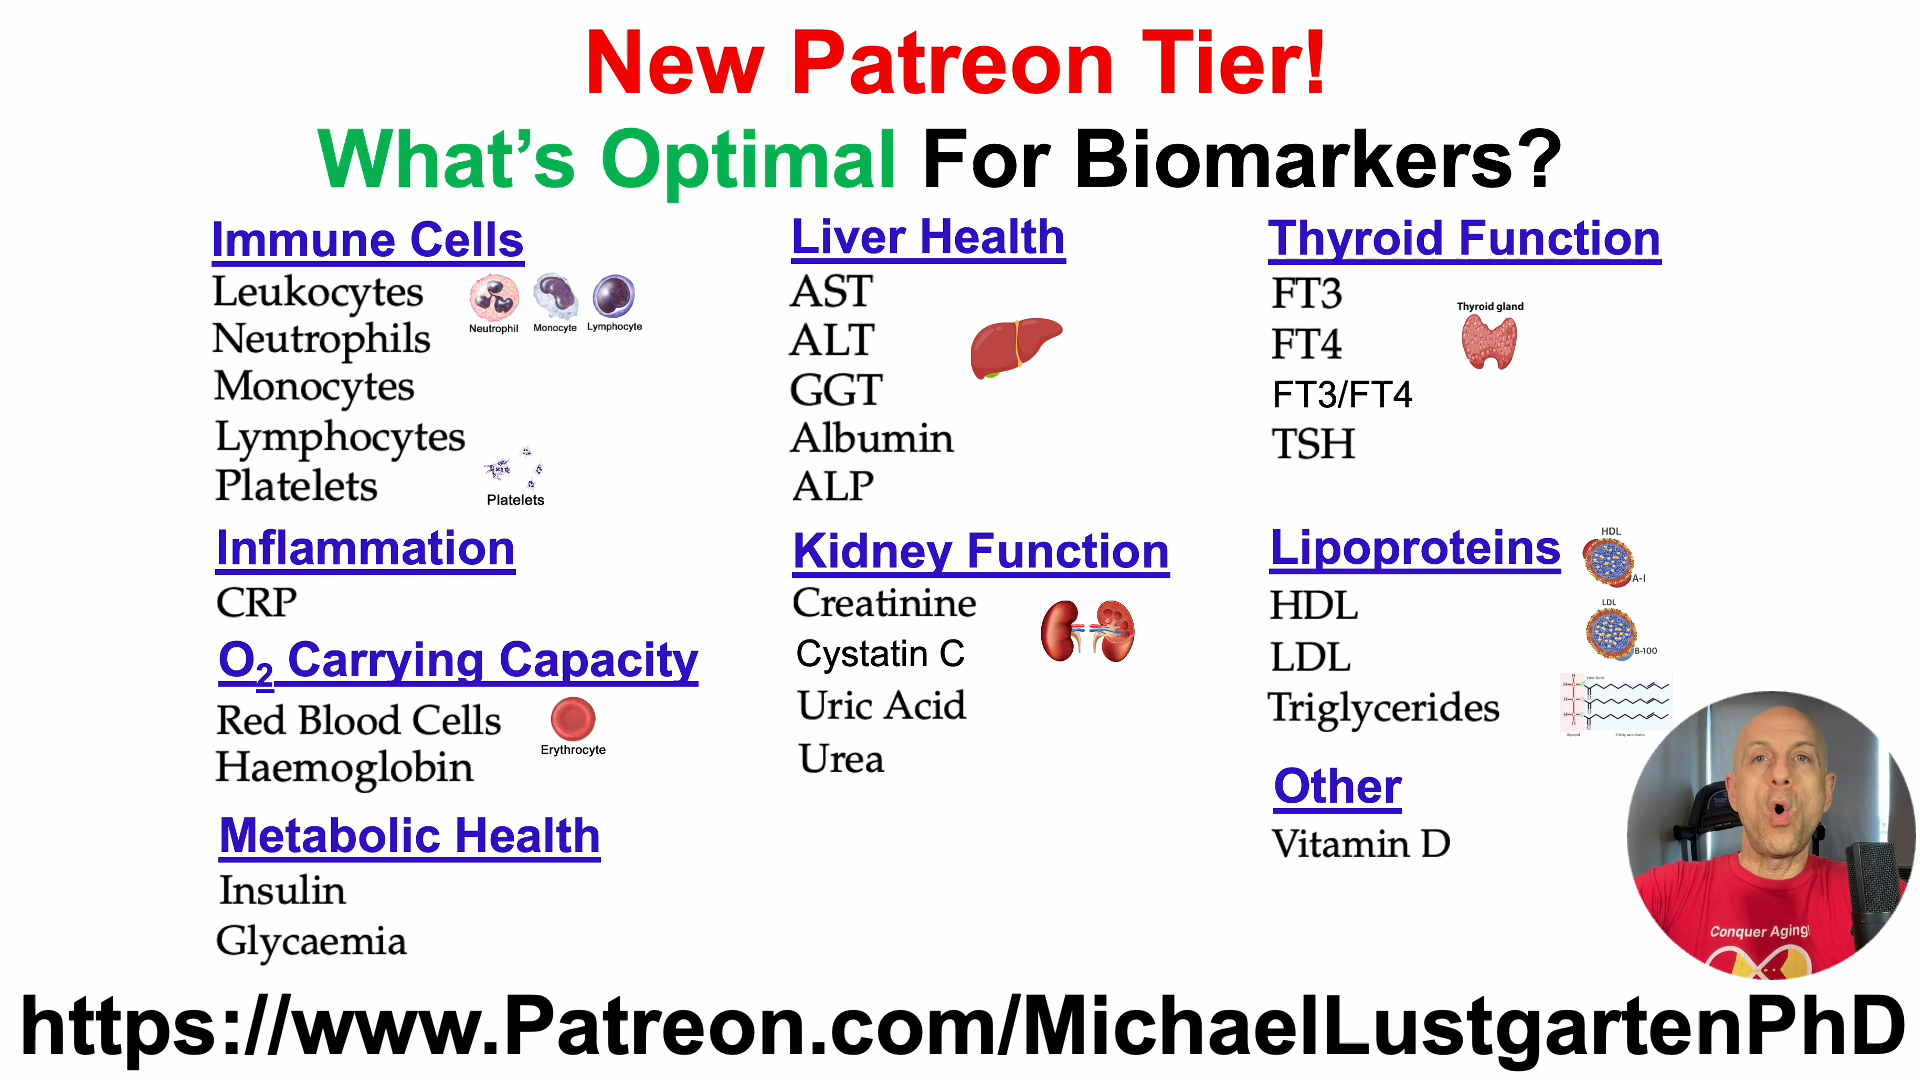 New Patreon Tier!
What's Optimal For Biomarkers?
Immune Cells
Leukocytes
Neutrophils
Monocytes
Lymphocytes
Platelets
Neutrophil
Monocyte
Lymphocyte
Platelets
Inflammation
CRP
O2 Carrying Capacity
Red Blood Cells
Haemoglobin
Erythrocyte
Metabolic Health
Insulin
Glycaemia
Liver Health
AST
ALT
GGT
Albumin
ALP
Kidney Function
Creatinine
Cystatin C
Uric Acid
Urea
Thyroid Function
FT3
FT4
FT3/FT4
TSH
Thyroid gland
Lipoproteins
HDL
LDL
Triglycerides
HDL
A-I
LDL
B-100
Other
Vitamin D
Conquer Aging!
https://www.Patreon.com/MichaelLustgartenPhD